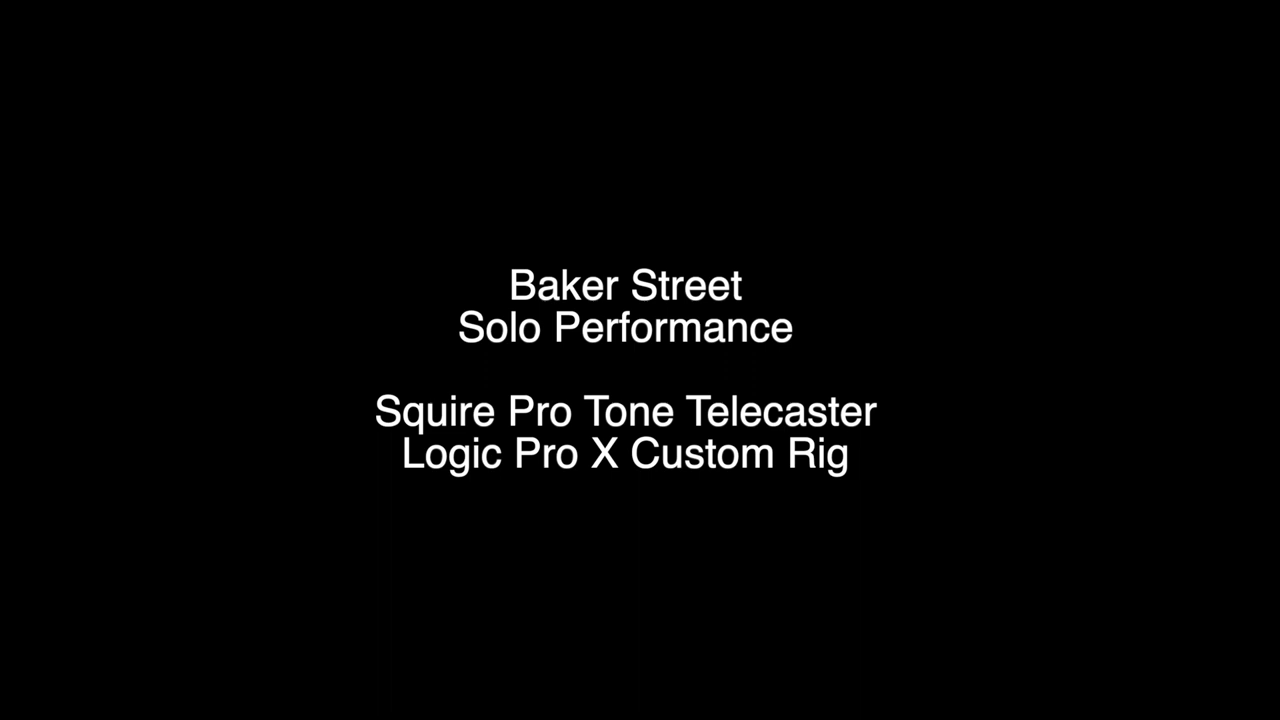 Baker Street
Solo Performance
Squire Pro Tone Telecaster
Logic Pro X Custom Rig